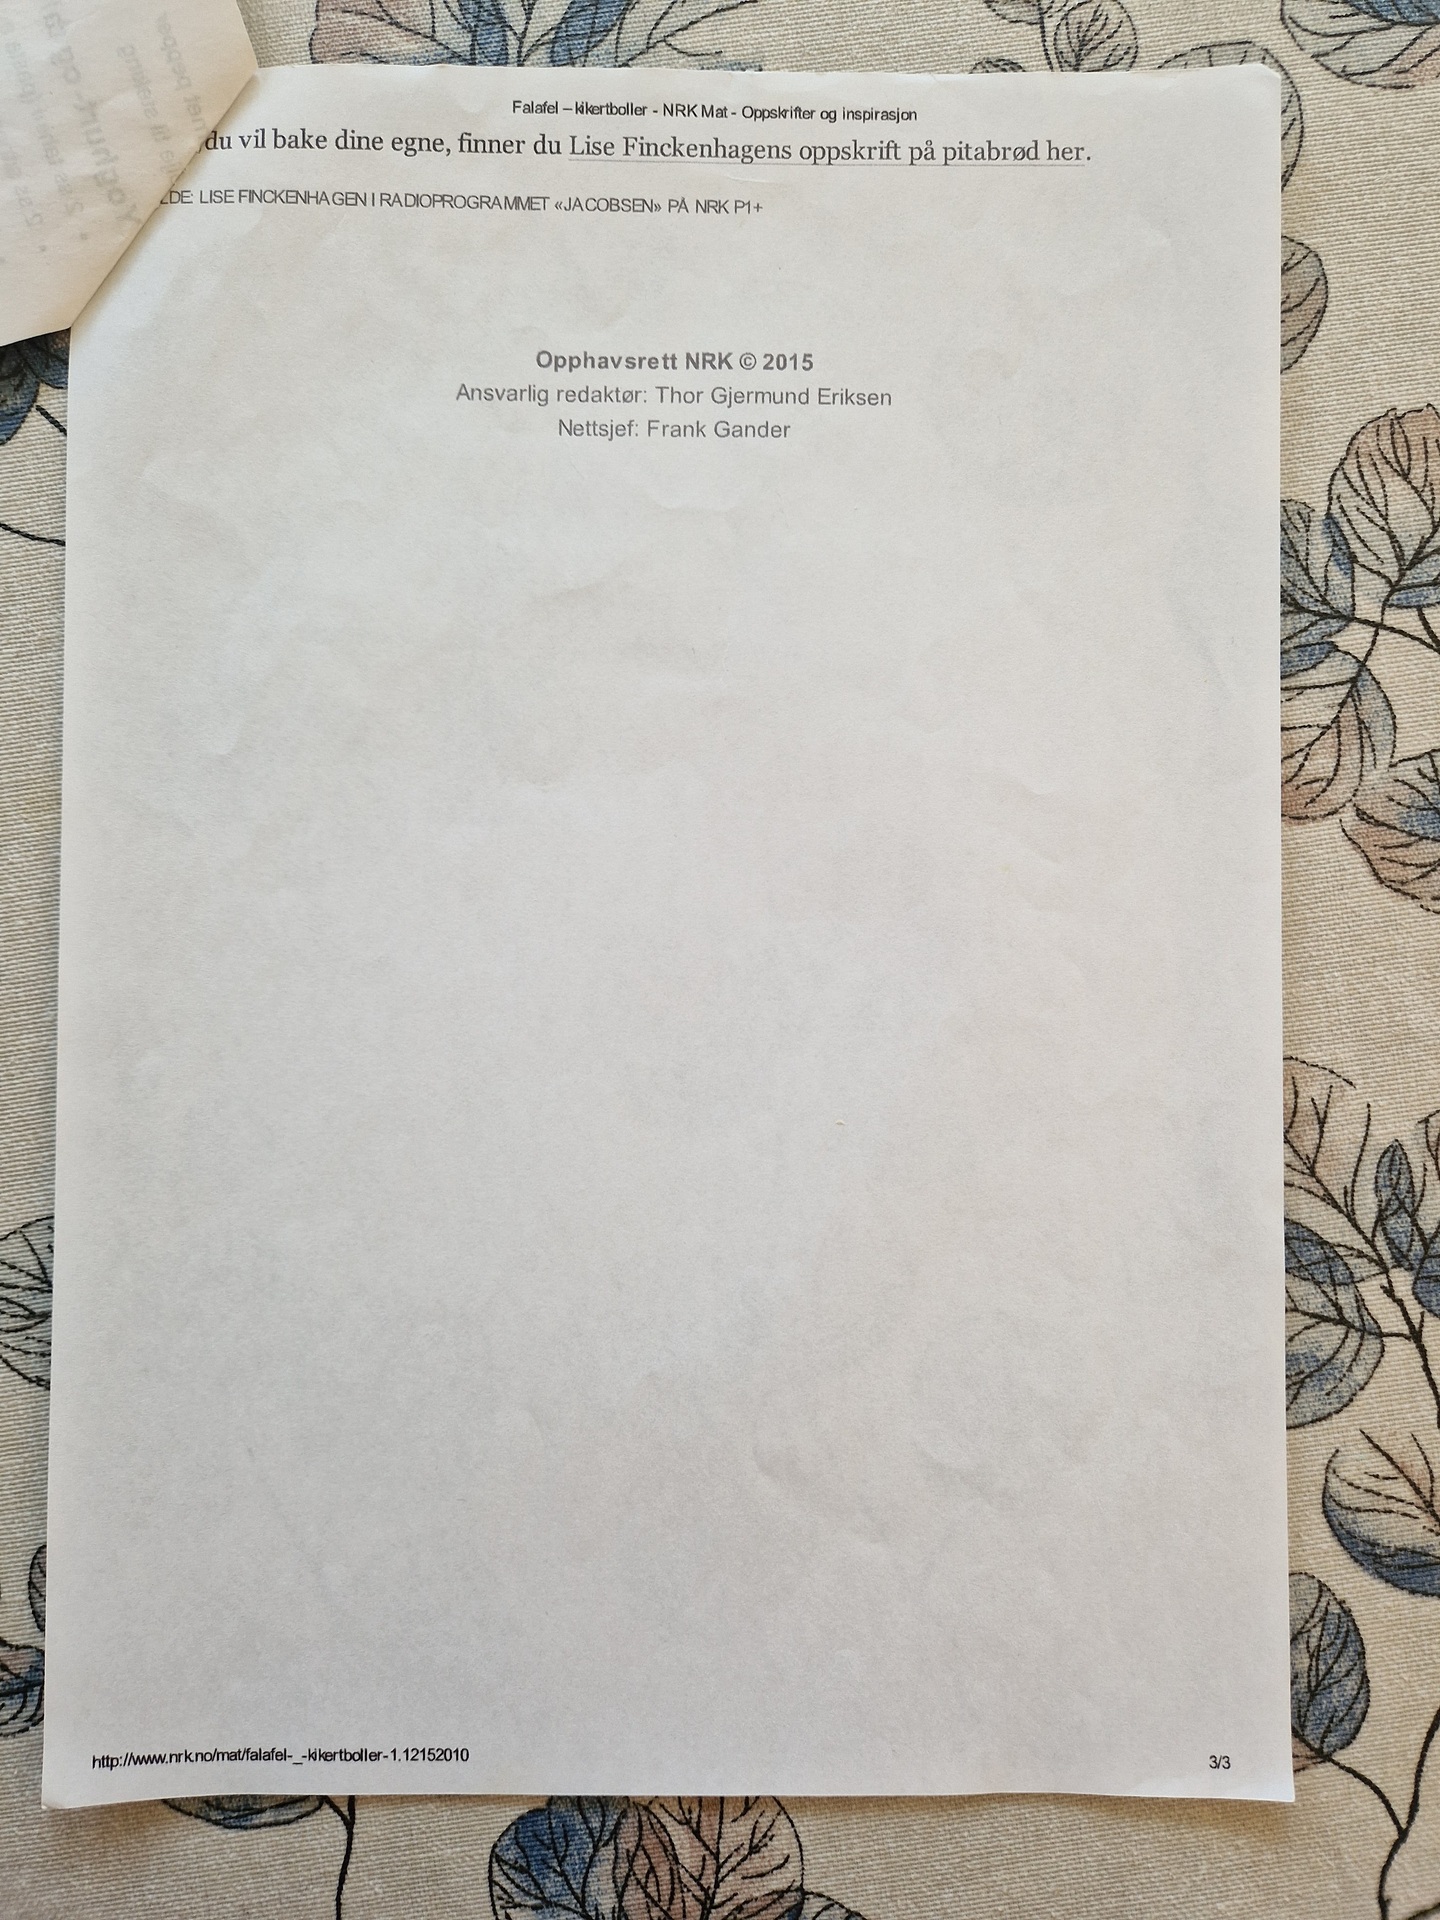 Falafel – kikertboller - NRK Mat - Oppskrifter og inspirasjon
du vil bake dine egne, finner du Lise Finckenhagens oppskrift på pitabrød her.
LDE: LISE FINCKENHAGEN I RADIOPROGRAMMET «JACOBSEN» PÅ NRK P1+
Opphavsrett NRK © 2015
Ansvarlig redaktør: Thor Gjermund Eriksen
Nettsjef: Frank Gander
http://www.nrk.no/mat/falafel-_-kikertboller-1.12152010
3/3